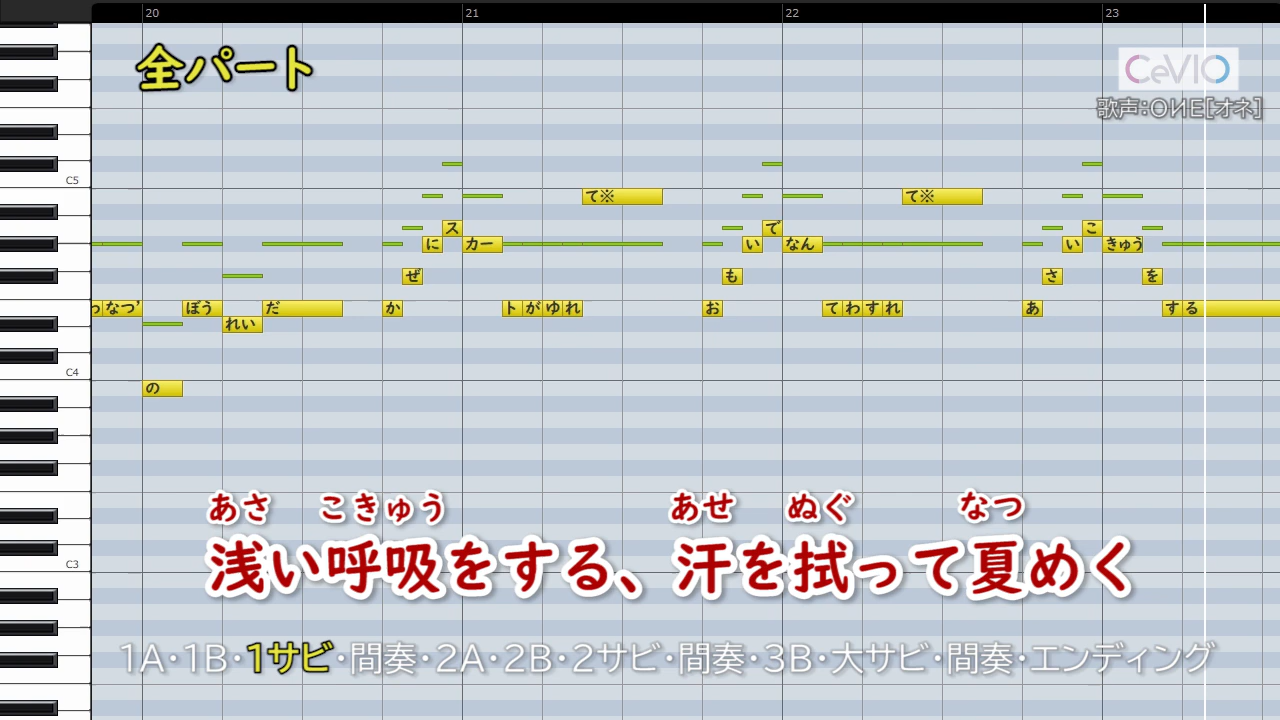 20 21 22 23
全パート
CeVIO
歌声:OИE[オネ]
C5
て※ て※
ス で こ
に カー い なん い きゅう
ぜ も さ を
っ なつ’ ぼう だ か ト が ゆ れ お て わ す れ あ す る
れい
C4
の
あさ こきゅう あせ ぬぐ なつ
浅い呼吸をする、汗を拭って夏めく
C3
1A・1B・1サビ・間奏・2A・2B・2サビ・間奏・3B・大サビ・間奏・エンディング